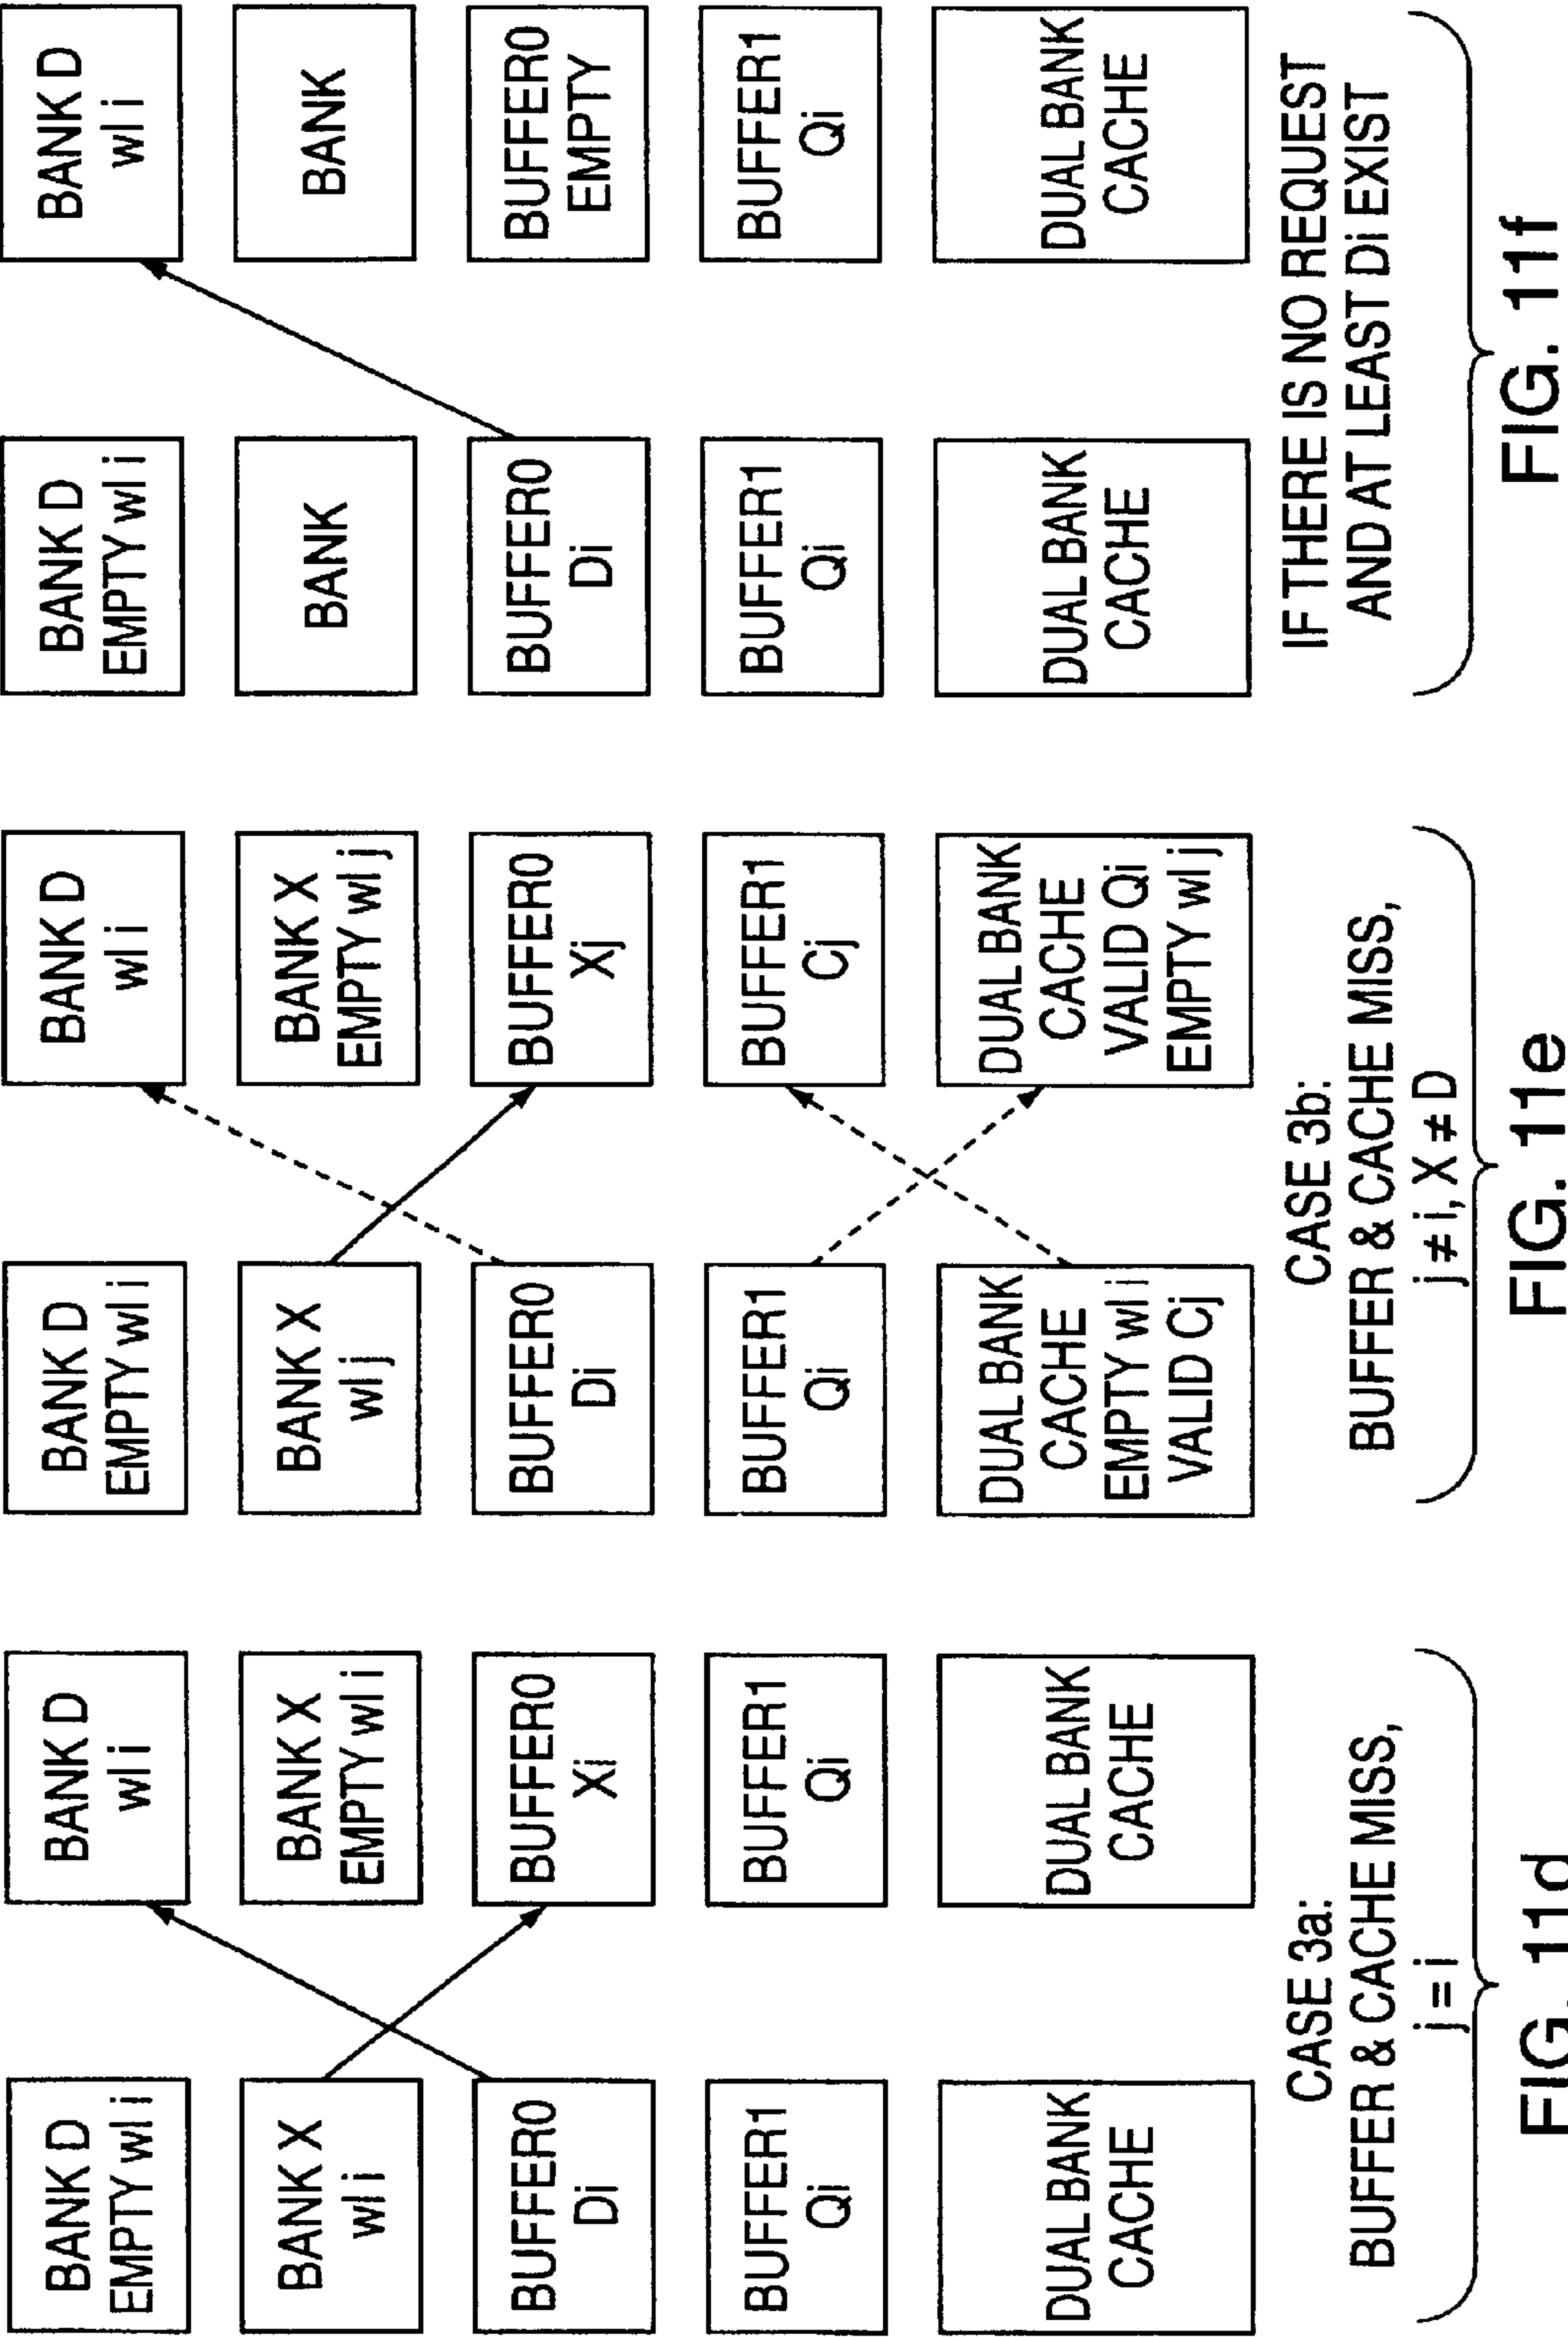 BANK D
EMPTY wl i
BANK X
wl i
BUFFER0
Di
BUFFER1
Qi
DUAL BANK
CACHE
BANK D
wl i
BANK X
EMPTY wl i
BUFFER0
Xi
BUFFER1
Qi
DUAL BANK
CACHE
CASE 3a:
BUFFER & CACHE MISS,
j = i
FIG. 11d
BANK D
EMPTY wl i
BANK X
wl j
BUFFER0
Di
BUFFER1
Qi
DUAL BANK
CACHE
EMPTY wl i
VALID Cj
BANK D
wl i
BANK X
EMPTY wl j
BUFFER0
Xj
BUFFER1
Cj
DUAL BANK
CACHE
VALID Qi
EMPTY wl j
CASE 3b:
BUFFER & CACHE MISS,
j ≠ i, X ≠ D
FIG. 11e
BANK D
EMPTY wl i
BANK
BUFFER0
Di
BUFFER1
Qi
DUAL BANK
CACHE
BANK D
wl i
BANK
BUFFER0
EMPTY
BUFFER1
Qi
DUAL BANK
CACHE
IF THERE IS NO REQUEST
AND AT LEAST Di EXIST
FIG. 11f